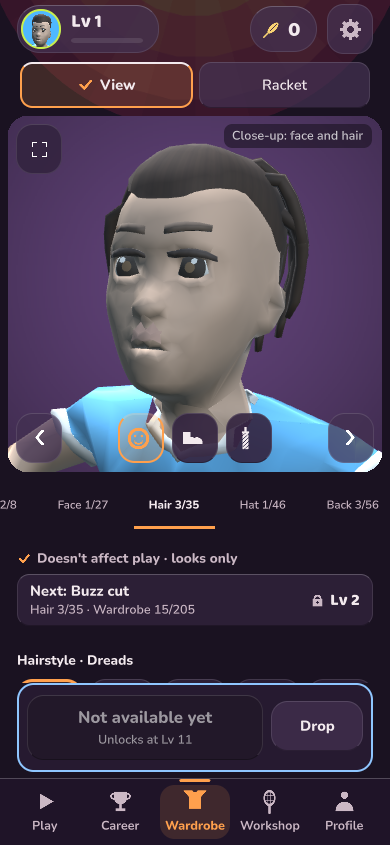 Lv 1
0
View
Racket
Close-up: face and hair
2/8
Face 1/27
Hair 3/35
Hat 1/46
Back 3/56
Doesn't affect play · looks only
Next: Buzz cut
Hair 3/35 · Wardrobe 15/205
Lv 2
Hairstyle · Dreads
Not available yet
Unlocks at Lv 11
Drop
Play
Career
Wardrobe
Workshop
Profile